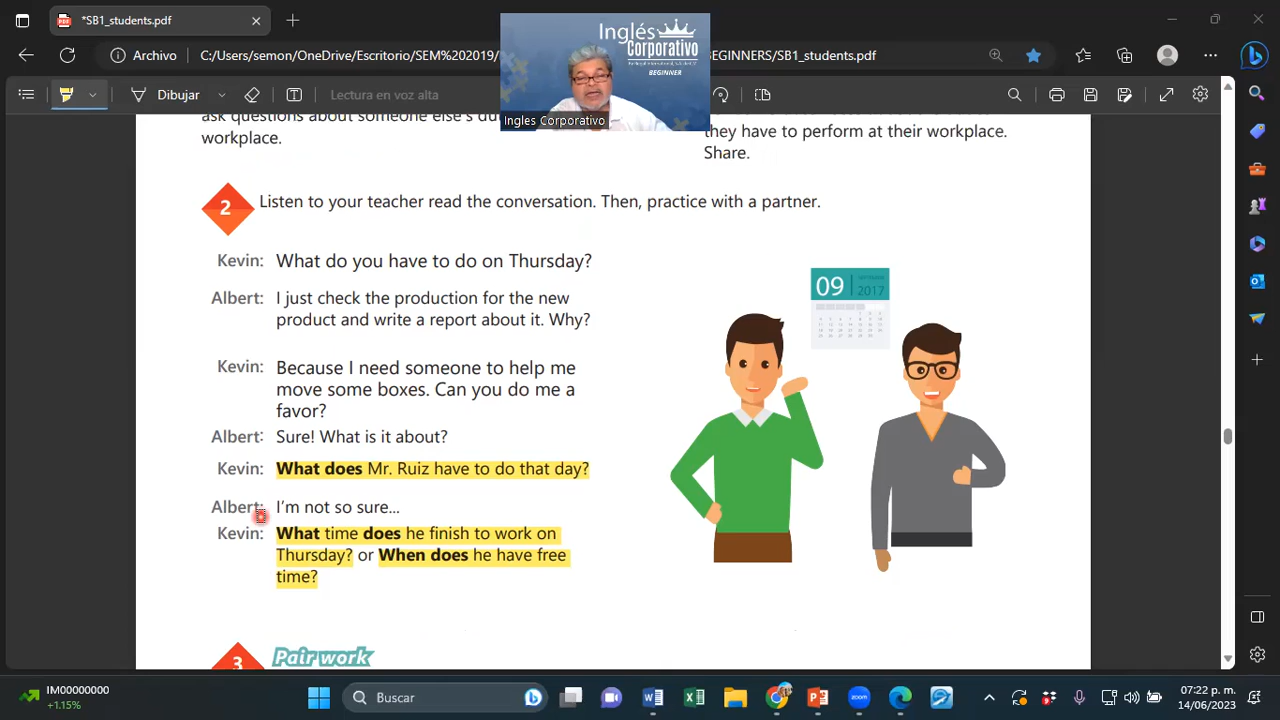 *SB1_students.pdf
Archivo
C:/Users/semon/OneDrive/Escritorio/SEM%202019/
BEGINNERS/SB1_students.pdf
Inglés
Corporativo
BEGINNER
Ingles Corporativo
Dibujar
Lectura en voz alta
ask questions about someone else's
workplace.
they have to perform at their workplace.
Share.
2
Listen to your teacher read the conversation. Then, practice with a partner.
Kevin: What do you have to do on Thursday?
Albert: I just check the production for the new
product and write a report about it. Why?
Kevin: Because I need someone to help me
move some boxes. Can you do me a
favor?
Albert: Sure! What is it about?
Kevin: What does Mr. Ruiz have to do that day?
Albert: I'm not so sure...
Kevin: What time does he finish to work on
Thursday? or When does he have free
time?
09
2017
3
Pair work
IM00000000
+1.15%
Buscar
07:22 p. m.
14/06/2023